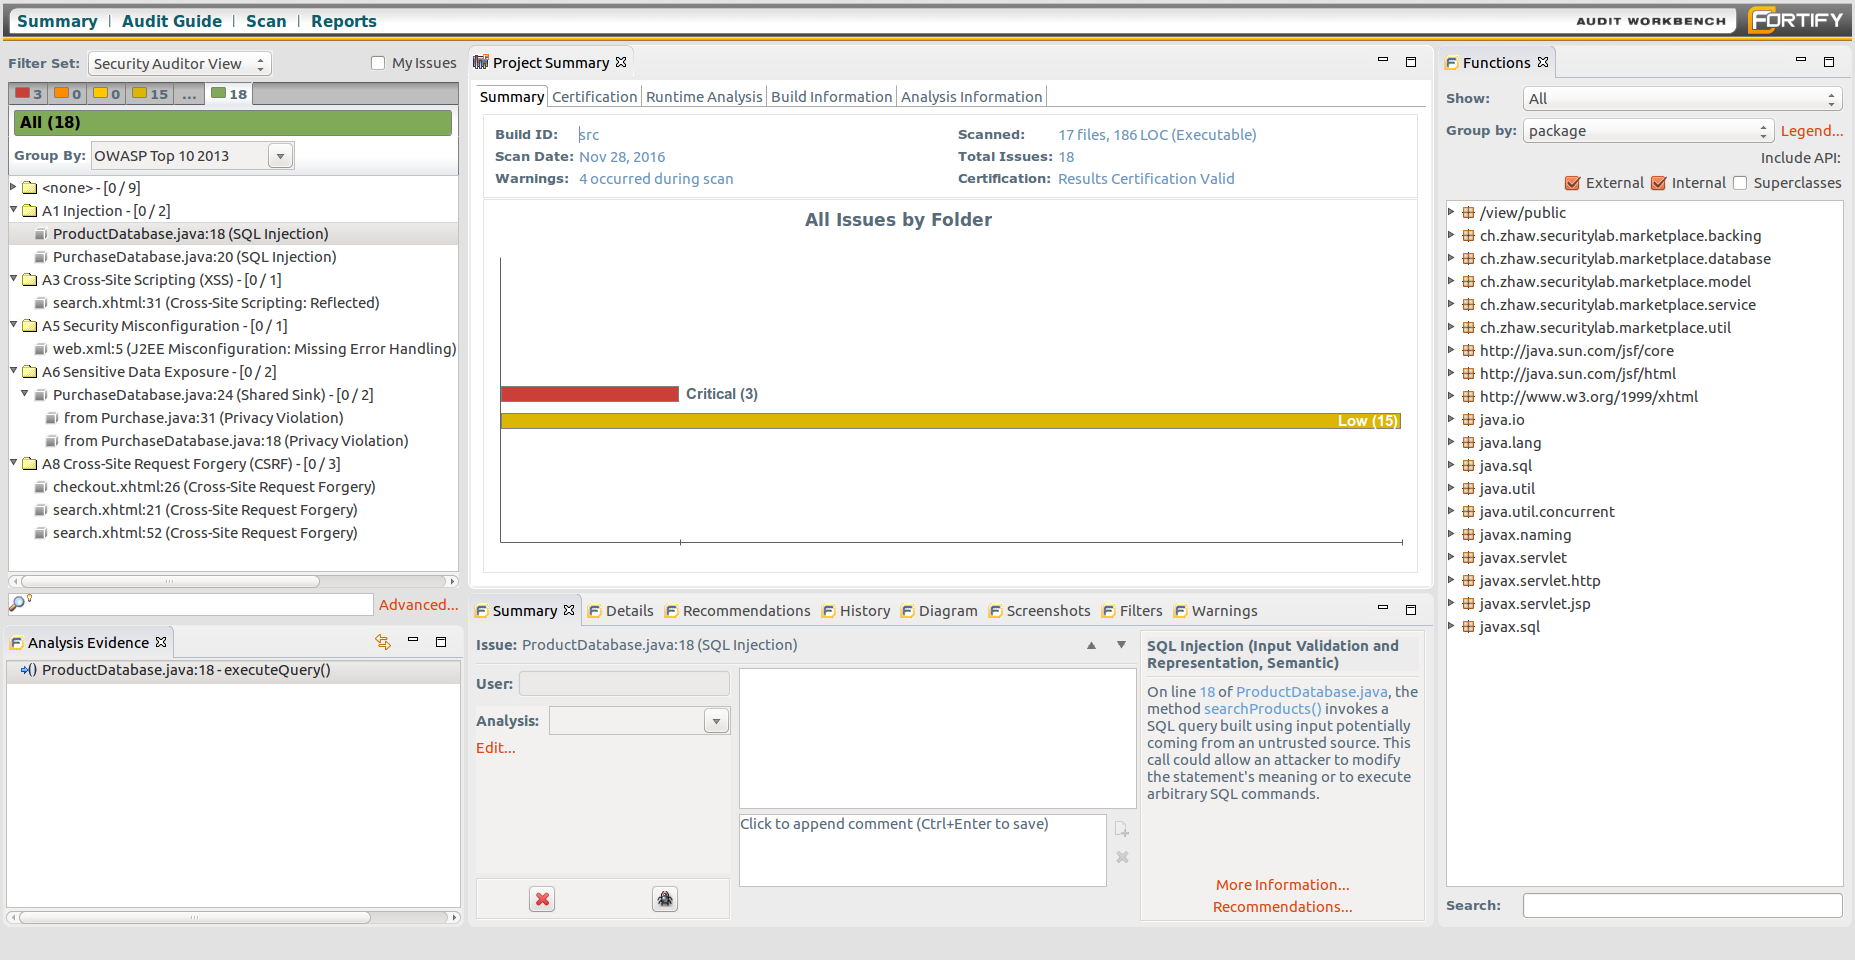 Summary | Audit Guide | Scan | Reports
AUDIT WORKBENCH FORTIFY
Filter Set: Security Auditor View My Issues
3 0 0 15 ... 18
All (18)
Group By: OWASP Top 10 2013
<none> - [0 / 9]
A1 Injection - [0 / 2]
ProductDatabase.java:18 (SQL Injection)
PurchaseDatabase.java:20 (SQL Injection)
A3 Cross-Site Scripting (XSS) - [0 / 1]
search.xhtml:31 (Cross-Site Scripting: Reflected)
A5 Security Misconfiguration - [0 / 1]
web.xml:5 (J2EE Misconfiguration: Missing Error Handling)
A6 Sensitive Data Exposure - [0 / 2]
PurchaseDatabase.java:24 (Shared Sink) - [0 / 2]
from Purchase.java:31 (Privacy Violation)
from PurchaseDatabase.java:18 (Privacy Violation)
A8 Cross-Site Request Forgery (CSRF) - [0 / 3]
checkout.xhtml:26 (Cross-Site Request Forgery)
search.xhtml:21 (Cross-Site Request Forgery)
search.xhtml:52 (Cross-Site Request Forgery)
Advanced...
Analysis Evidence
() ProductDatabase.java:18 - executeQuery()
Project Summary
Summary Certification Runtime Analysis Build Information Analysis Information
Build ID: src
Scan Date: Nov 28, 2016
Warnings: 4 occurred during scan
Scanned: 17 files, 186 LOC (Executable)
Total Issues: 18
Certification: Results Certification Valid
All Issues by Folder
Critical (3)
Low (15)
Summary Details Recommendations History Diagram Screenshots Filters Warnings
Issue: ProductDatabase.java:18 (SQL Injection)
User:
Analysis:
Edit...
Click to append comment (Ctrl+Enter to save)
SQL Injection (Input Validation and
Representation, Semantic)
On line 18 of ProductDatabase.java, the
method searchProducts() invokes a
SQL query built using input potentially
coming from an untrusted source. This
call could allow an attacker to modify
the statement's meaning or to execute
arbitrary SQL commands.
More Information...
Recommendations...
Functions
Show: All
Group by: package Legend...
Include API:
External Internal Superclasses
/view/public
ch.zhaw.securitylab.marketplace.backing
ch.zhaw.securitylab.marketplace.database
ch.zhaw.securitylab.marketplace.model
ch.zhaw.securitylab.marketplace.service
ch.zhaw.securitylab.marketplace.util
http://java.sun.com/jsf/core
http://java.sun.com/jsf/html
http://www.w3.org/1999/xhtml
java.io
java.lang
java.sql
java.util
java.util.concurrent
javax.naming
javax.servlet
javax.servlet.http
javax.servlet.jsp
javax.sql
Search: